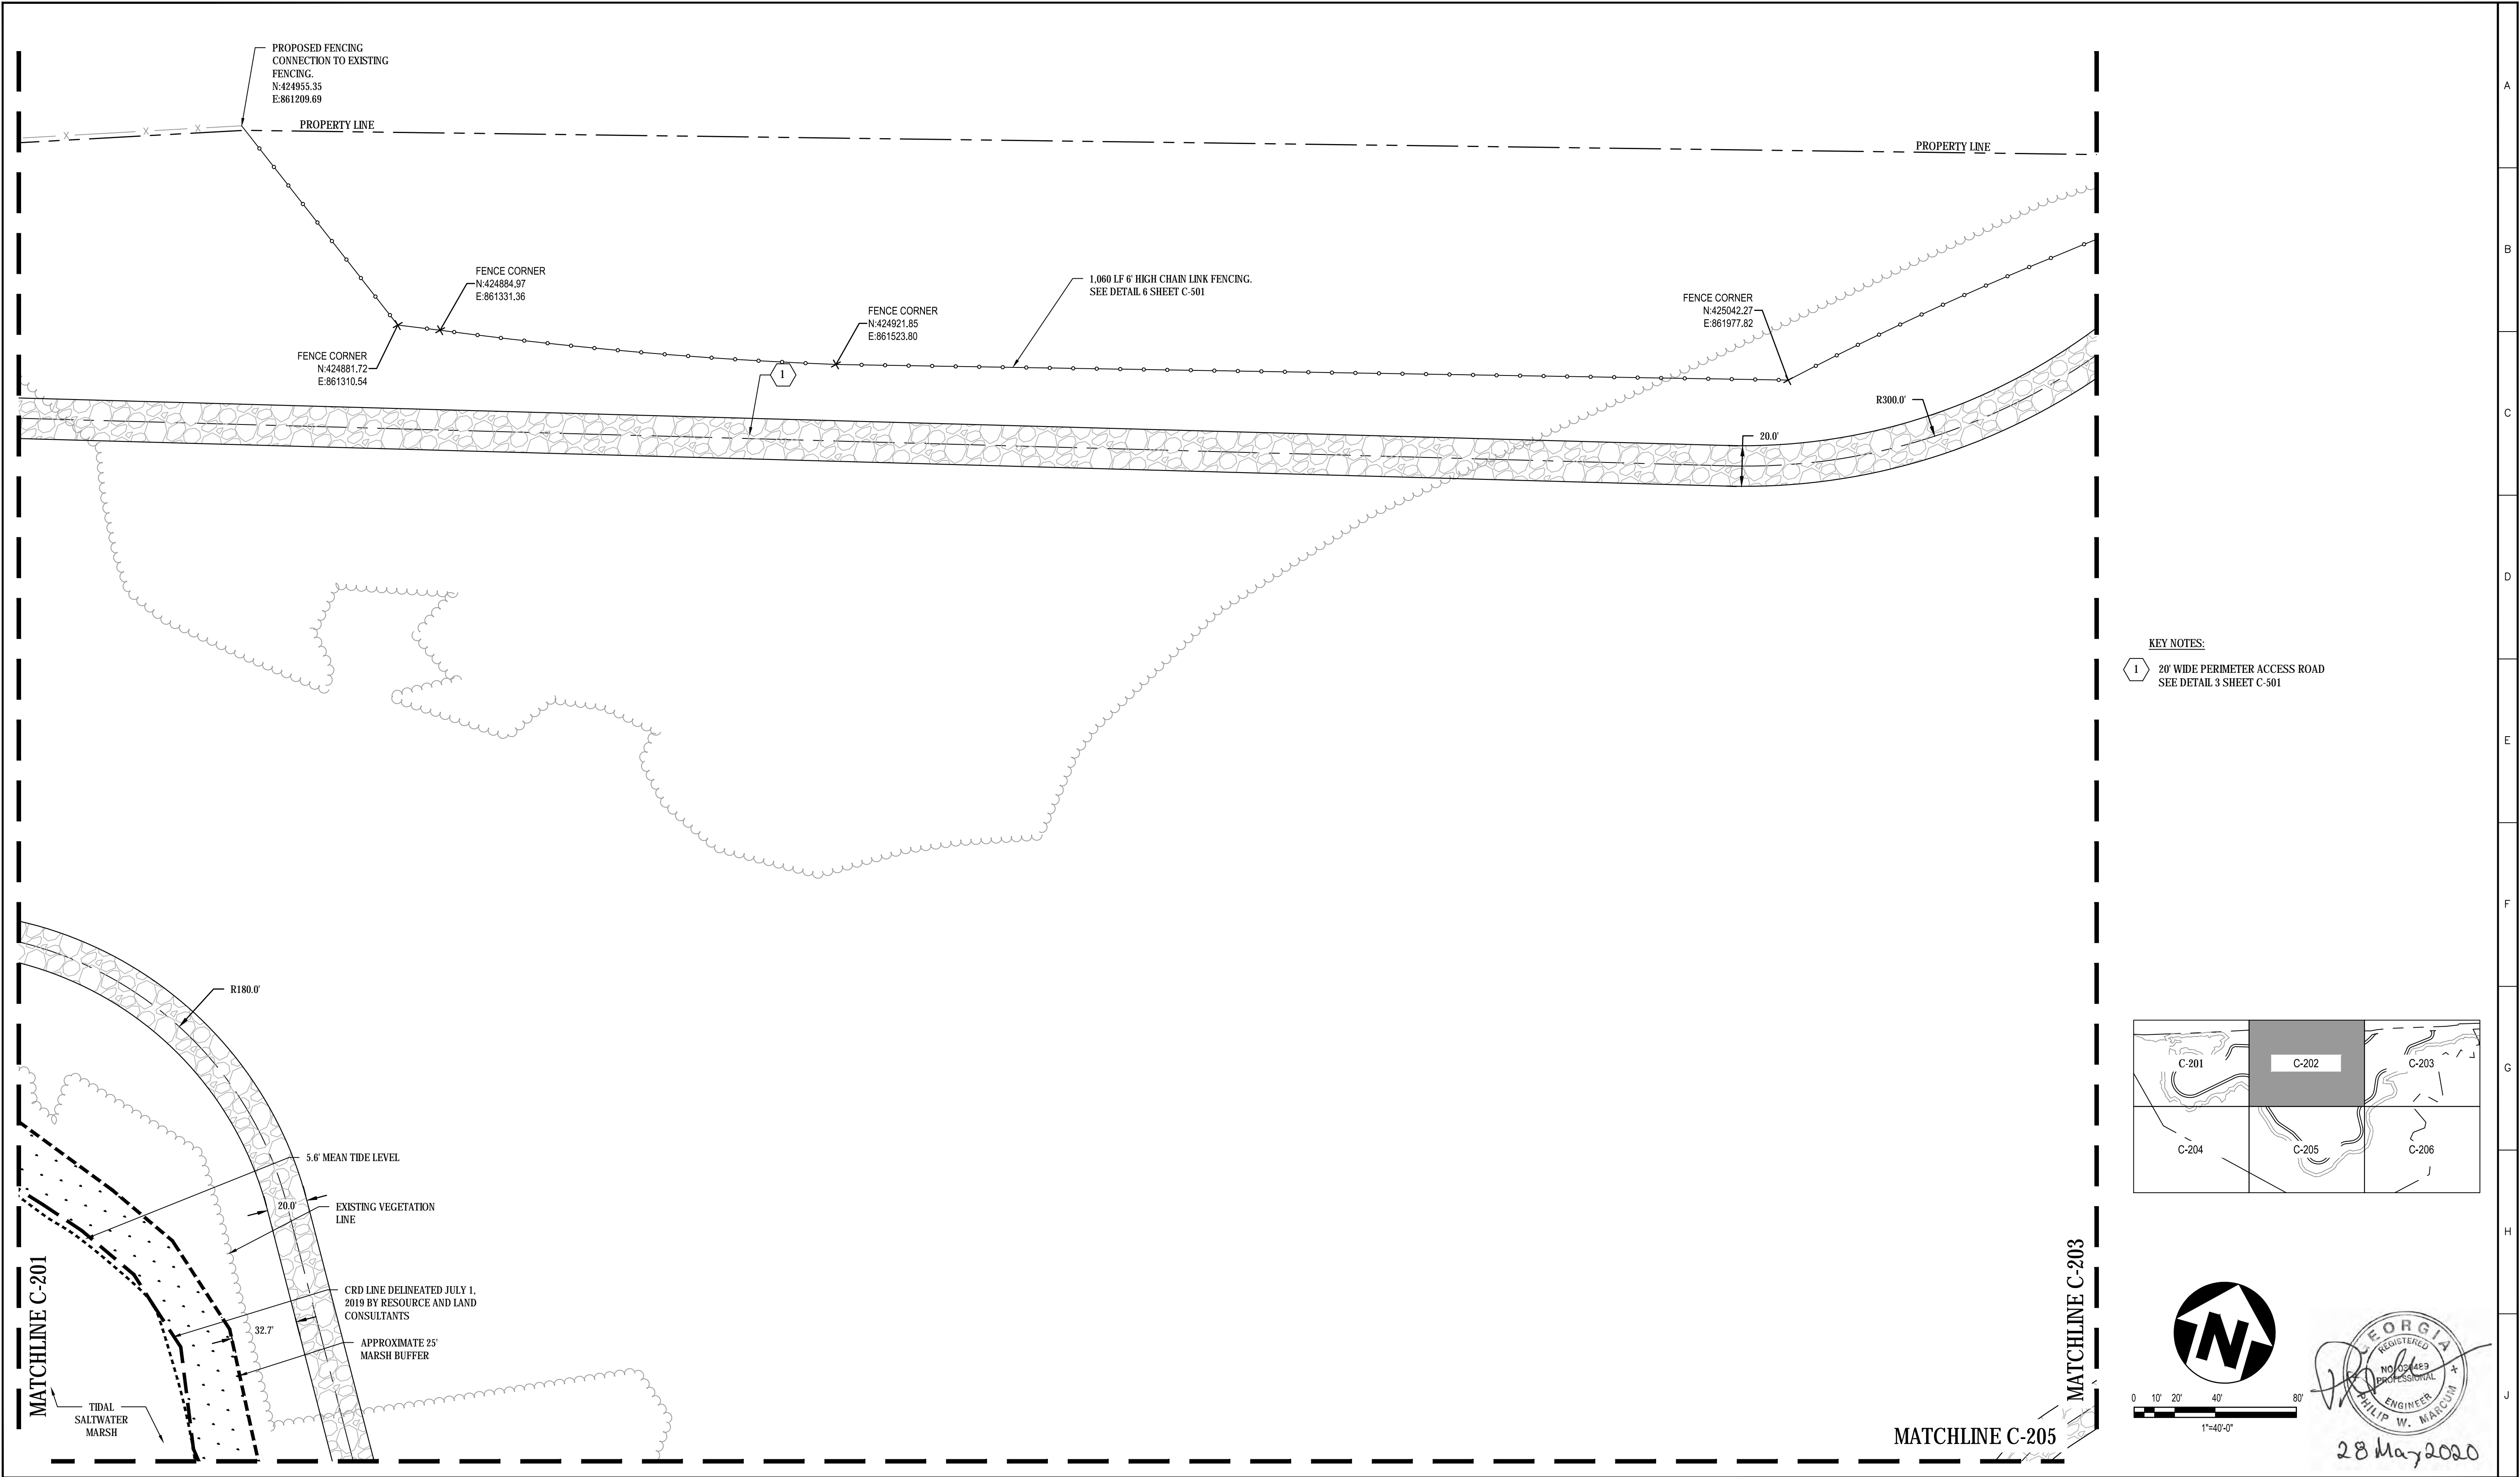 PROPOSED FENCING
CONNECTION TO EXISTING
FENCING.
N:424955.35
E:861209.69
X X X
PROPERTY LINE
PROPERTY LINE
FENCE CORNER
N:424884.97
E:861331.36
FENCE CORNER
N:424881.72
E:861310.54
FENCE CORNER
N:424921.85
E:861523.80
1,060 LF 6' HIGH CHAIN LINK FENCING.
SEE DETAIL 6 SHEET C-501
FENCE CORNER
N:425042.27
E:861977.82
1
R300.0'
20.0'
R180.0'
5.6' MEAN TIDE LEVEL
20.0'
EXISTING VEGETATION
LINE
CRD LINE DELINEATED JULY 1,
2019 BY RESOURCE AND LAND
CONSULTANTS
32.7'
APPROXIMATE 25'
MARSH BUFFER
TIDAL
SALTWATER
MARSH
MATCHLINE C-201
MATCHLINE C-203
MATCHLINE C-205
KEY NOTES:
1 20' WIDE PERIMETER ACCESS ROAD
SEE DETAIL 3 SHEET C-501
C-201 C-202 C-203
C-204 C-205 C-206
N
0 10' 20' 40' 80'
1"=40'-0"
GEORGIA
REGISTERED
PROFESSIONAL
ENGINEER
PHILIP W. MARCUM
28 May 2020
A
B
C
D
E
F
G
H
J